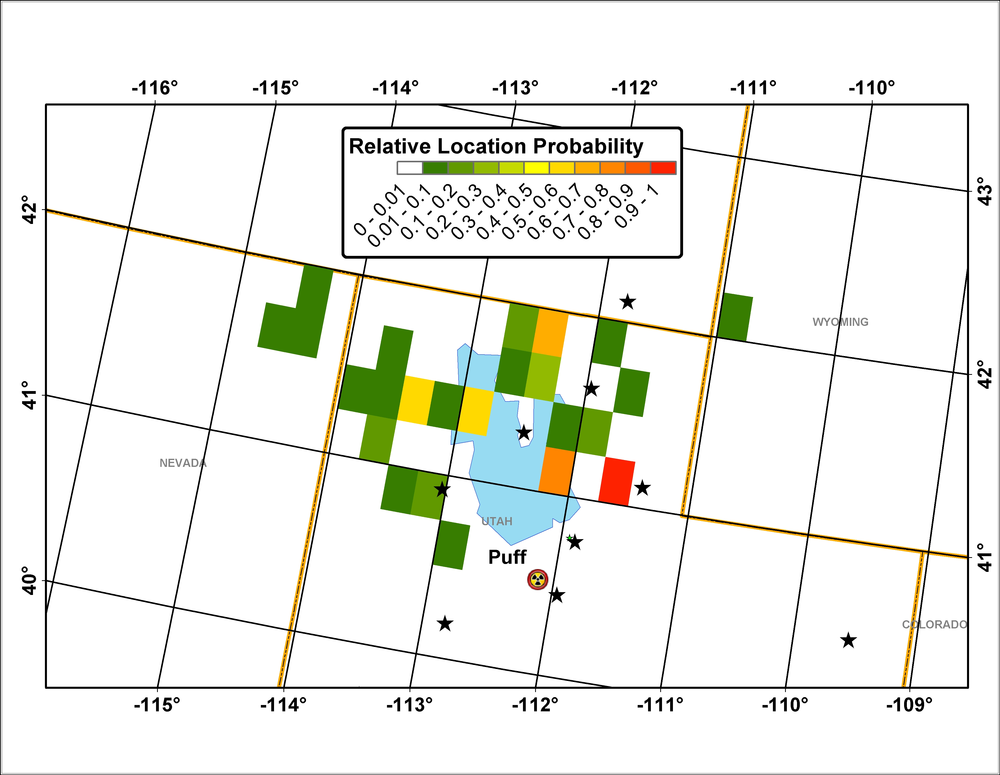 -116° -115° -114° -113° -112° -111° -110°
Relative Location Probability
0 - 0.01
0.01 - 0.1
0.1 - 0.2
0.2 - 0.3
0.3 - 0.4
0.4 - 0.5
0.5 - 0.6
0.6 - 0.7
0.7 - 0.8
0.8 - 0.9
0.9 - 1
42°
43°
WYOMING
41°
42°
NEVADA
UTAH
Puff
40°
41°
COLORADO
-115° -114° -113° -112° -111° -110° -109°